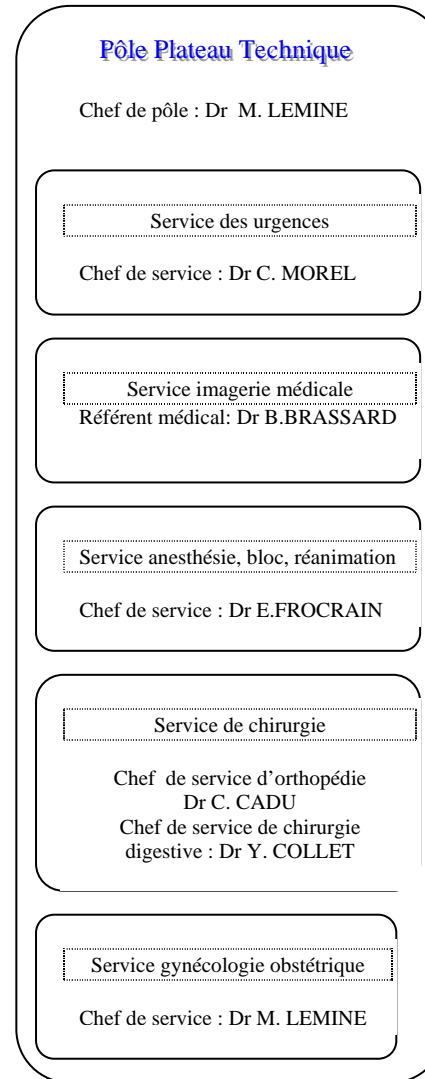 Pôle Plateau Technique
Chef de pôle : Dr M. LEMINE
Service des urgences
Chef de service : Dr C. MOREL
Service imagerie médicale
Référent médical: Dr B.BRASSARD
Service anesthésie, bloc, réanimation
Chef de service : Dr E.FROCRAIN
Service de chirurgie
Chef de service d’orthopédie
Dr C. CADU
Chef de service de chirurgie
digestive : Dr Y. COLLET
Service gynécologie obstétrique
Chef de service : Dr M. LEMINE